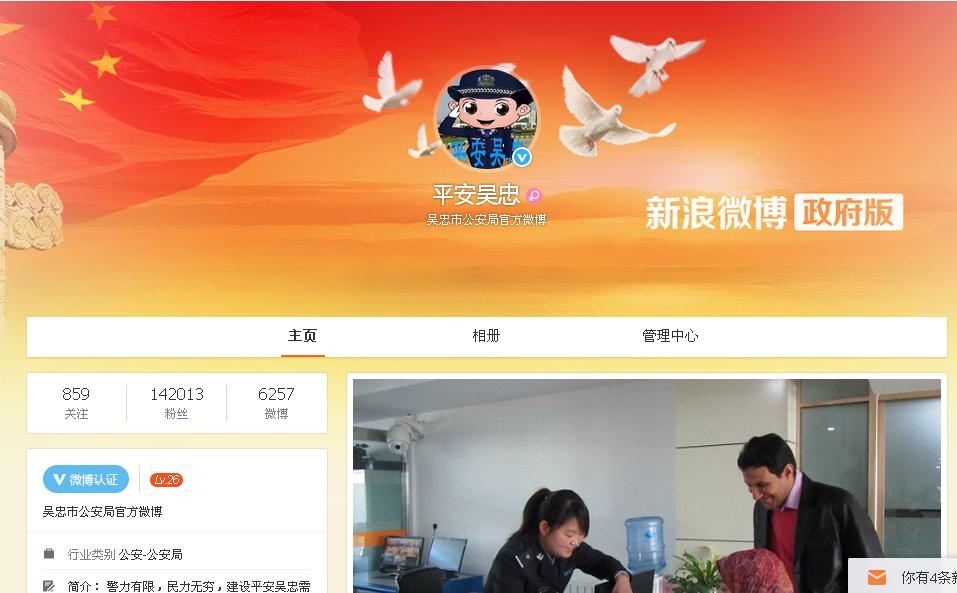 平安吴忠
吴忠市公安局官方微博
新浪微博 政府版
主页 相册 管理中心
859 142013 6257
关注 粉丝 微博
微博认证 Lv.26
吴忠市公安局官方微博
行业类别 公安-公安局
简介： 警力有限，民力无穷，建设平安吴忠需
你有4条新